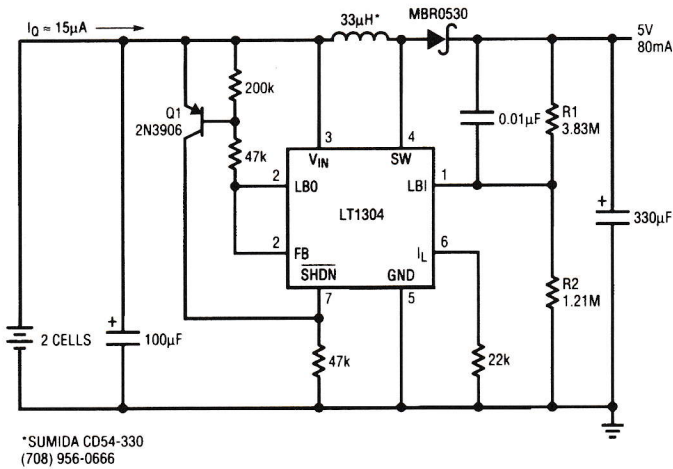 I_Q ≈ 15µA
33µH*
MBR0530
5V
80mA
200k
Q1
2N3906
47k
3
4
V_IN
SW
0.01µF
R1
3.83M
2
LBO
LBI
1
LT1304
330µF
2
FB
I_L
6
SHDN
GND
7
5
R2
1.21M
2 CELLS
100µF
47k
22k
*SUMIDA CD54-330
(708) 956-0666